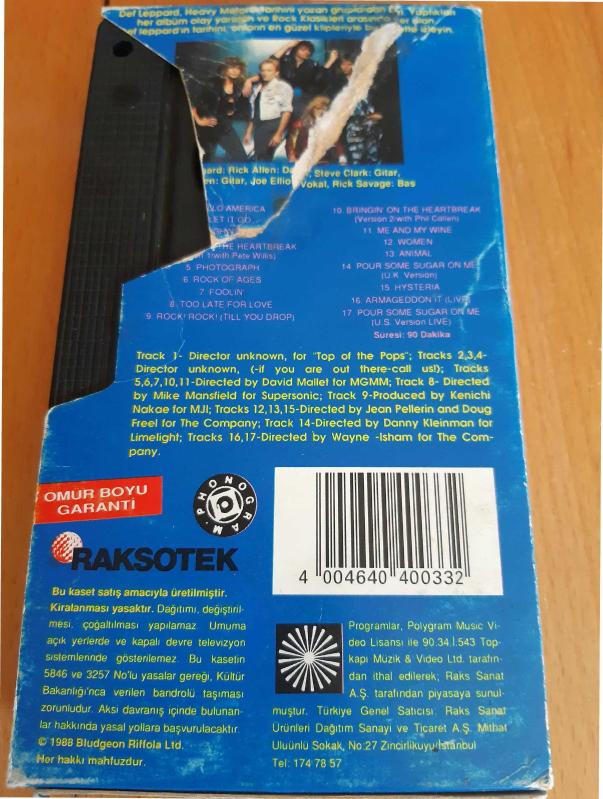 Def Leppard, Heavy Metal tarihini yazan
her albüm olay yaratan ve Rock Klasikleri arasında yer alan
ef leppard'ın tarihini, onların en güzel klipleriyle bu izleyin.
ard: Rick Allen: Da Steve Clark: Gitar,
en: Gitar, Joe Elliot Vokal, Rick Savage: Bas
LO AMERICA
LET IT GO
THE HEARTBREAK
1/with Pete Willis)
5. PHOTOGRAPH
6. ROCK OF AGES
7. FOOLIN'
8. TOO LATE FOR LOVE
9. ROCK! ROCK! (TILL YOU DROP)
10. BRINGIN' ON THE HEARTBREAK
(Version 2/with Phil Collen)
11 ME AND MY WINE
12 WOMEN
13 ANIMAL
14 POUR SOME SUGAR ON ME
(U.K. Version)
15 HYSTERIA
16. ARMAGEDDON IT (LIVE)
17 POUR SOME SUGAR ON ME
(U.S. Version LIVE)
Süresi: 90 Dakika
Track 1- Director unknown, for "Top of the Pops"; Tracks 2,3,4-
Director unknown, (-if you are out there-call us!); Tracks
5,6,7,10,11-Directed by David Mallet for MGMM; Track 8- Directed
by Mike Mansfield for Supersonic; Track 9-Produced by Kenichi
Nakae for MJI; Tracks 12,13,15-Directed by Jean Pellerin and Doug
Freel for The Company; Track 14-Directed by Danny Kleinman for
Limelight; Tracks 16,17-Directed by Wayne -Isham for The Com-
pany.
OMUR BOYU
GARANTİ
PHONOGRAM
RAKSOTEK
4 004640 400332
Bu kaset satış amacıyla üretilmiştir.
Kiralanması yasaktır. Dağıtımı, değiştiril-
mesi, çoğaltılması yapılamaz. Umuma
açık yerlerde ve kapalı devre televizyon
sistemlerinde gösterilemez. Bu kasetin
5846 ve 3257 No'lu yasalar gereği, Kültür
Bakanlığı'nca verilen bandrolü taşıması
zorunludur. Aksi davranış içinde bulunan-
lar hakkında yasal yollara başvurulacaktır.
© 1988 Bludgeon Riffola Ltd.
Her hakkı mahfuzdur.
Programlar, Polygram Music Vi-
deo Lisansı ile 90.34.İ.543 Top-
kapı Müzik & Video Ltd. tarafın-
dan ithal edilerek; Raks Sanat
A.Ş. tarafından piyasaya sunul-
muştur. Türkiye Genel Satıcısı: Raks Sanat
Ürünleri Dağıtım Sanayi ve Ticaret A.Ş. Mithat
Uluünlü Sokak, No:27 Zincirlikuyu/İstanbul
Tel: 174 78 57